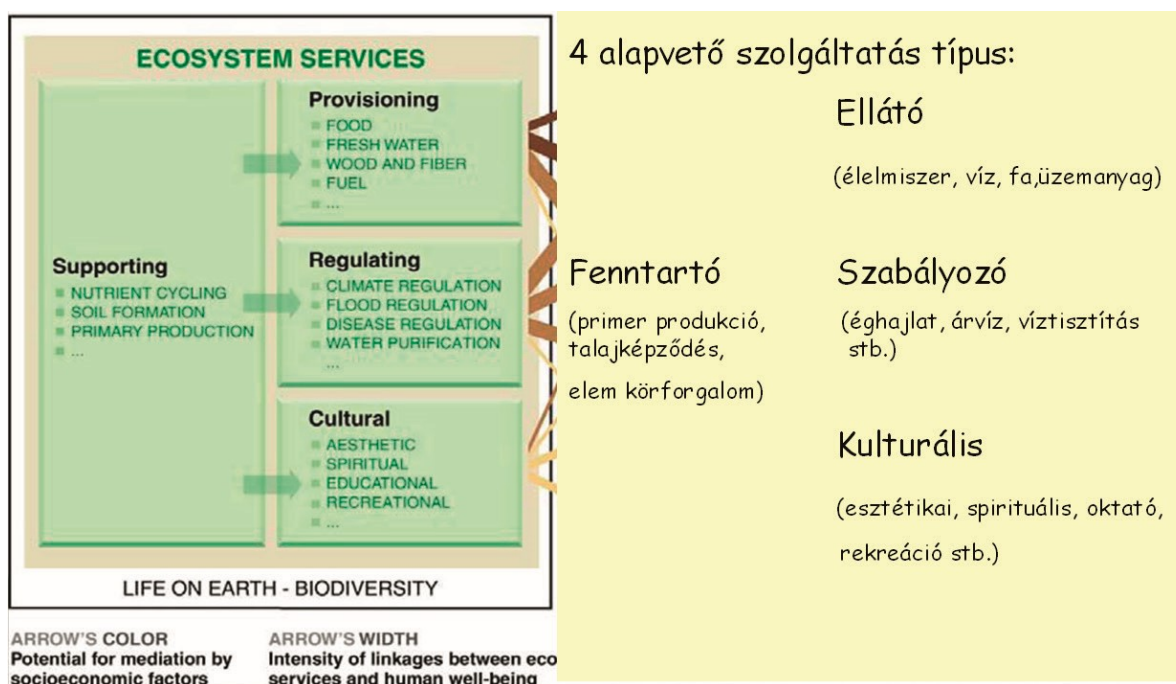 ECOSYSTEM SERVICES
Supporting
NUTRIENT CYCLING
SOIL FORMATION
PRIMARY PRODUCTION
...
Provisioning
FOOD
FRESH WATER
WOOD AND FIBER
FUEL
...
Regulating
CLIMATE REGULATION
FLOOD REGULATION
DISEASE REGULATION
WATER PURIFICATION
...
Cultural
AESTHETIC
SPIRITUAL
EDUCATIONAL
RECREATIONAL
...
LIFE ON EARTH - BIODIVERSITY
ARROW'S COLOR
Potential for mediation by
socioeconomic factors
ARROW'S WIDTH
Intensity of linkages between eco
services and human well-being
4 alapvető szolgáltatás típus:
Ellátó
(élelmiszer, víz, fa,üzemanyag)
Fenntartó
(primer produkció,
talajképződés,
elem körforgalom)
Szabályozó
(éghajlat, árvíz, víztisztítás
stb.)
Kulturális
(esztétikai, spirituális, oktató,
rekreáció stb.)